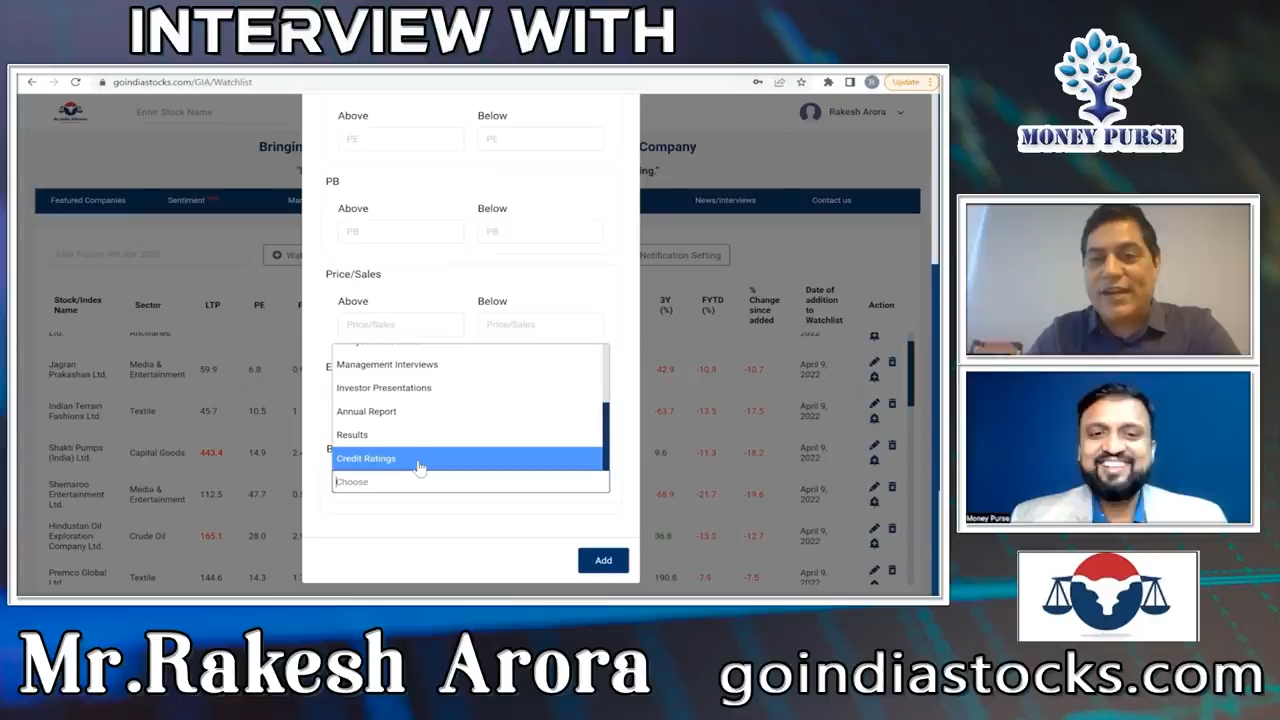 INTERVIEW WITH
goindiastocks.com/GIA/Watchlist
R
Update
Enter Stock Name
Rakesh Arora
MONEY PURSE
Bringin
Company
ing."
Above
Below
PE
PE
PB
Featured Companies
Sentiment
Mar
News/Interviews
Contact us
Above
Below
PB
PB
Notification Setting
Price/Sales
Above
Below
Price/Sales
Price/Sales
Stock/Index Name
Sector
LTP
PE
3Y (%)
FYTD (%)
% Change since added
Date of addition to Watchlist
Action
Ltd.
Ancillaries
2022
Management Interviews
Investor Presentations
Annual Report
Results
Credit Ratings
Choose
Add
Jagran Prakashan Ltd.
Media & Entertainment
59.9
6.8
-42.9
-10.9
-10.7
April 9, 2022
Indian Terrain Fashions Ltd.
Textile
45.7
10.5
1
-63.7
-13.5
-17.5
April 9, 2022
Shakti Pumps (India) Ltd.
Capital Goods
443.4
14.9
9.6
-11.3
-18.2
April 9, 2022
Shemaroo Entertainment Ltd.
Media & Entertainment
112.5
47.7
-68.9
-21.7
-19.6
April 9, 2022
Hindustan Oil Exploration Company Ltd.
Crude Oil
165.1
28.0
36.8
-13.0
-12.7
April 9, 2022
Premco Global Ltd.
Textile
144.6
14.3
190.8
-7.9
-7.5
April 9, 2022
Money Purse
Mr.Rakesh Arora
goindiastocks.com